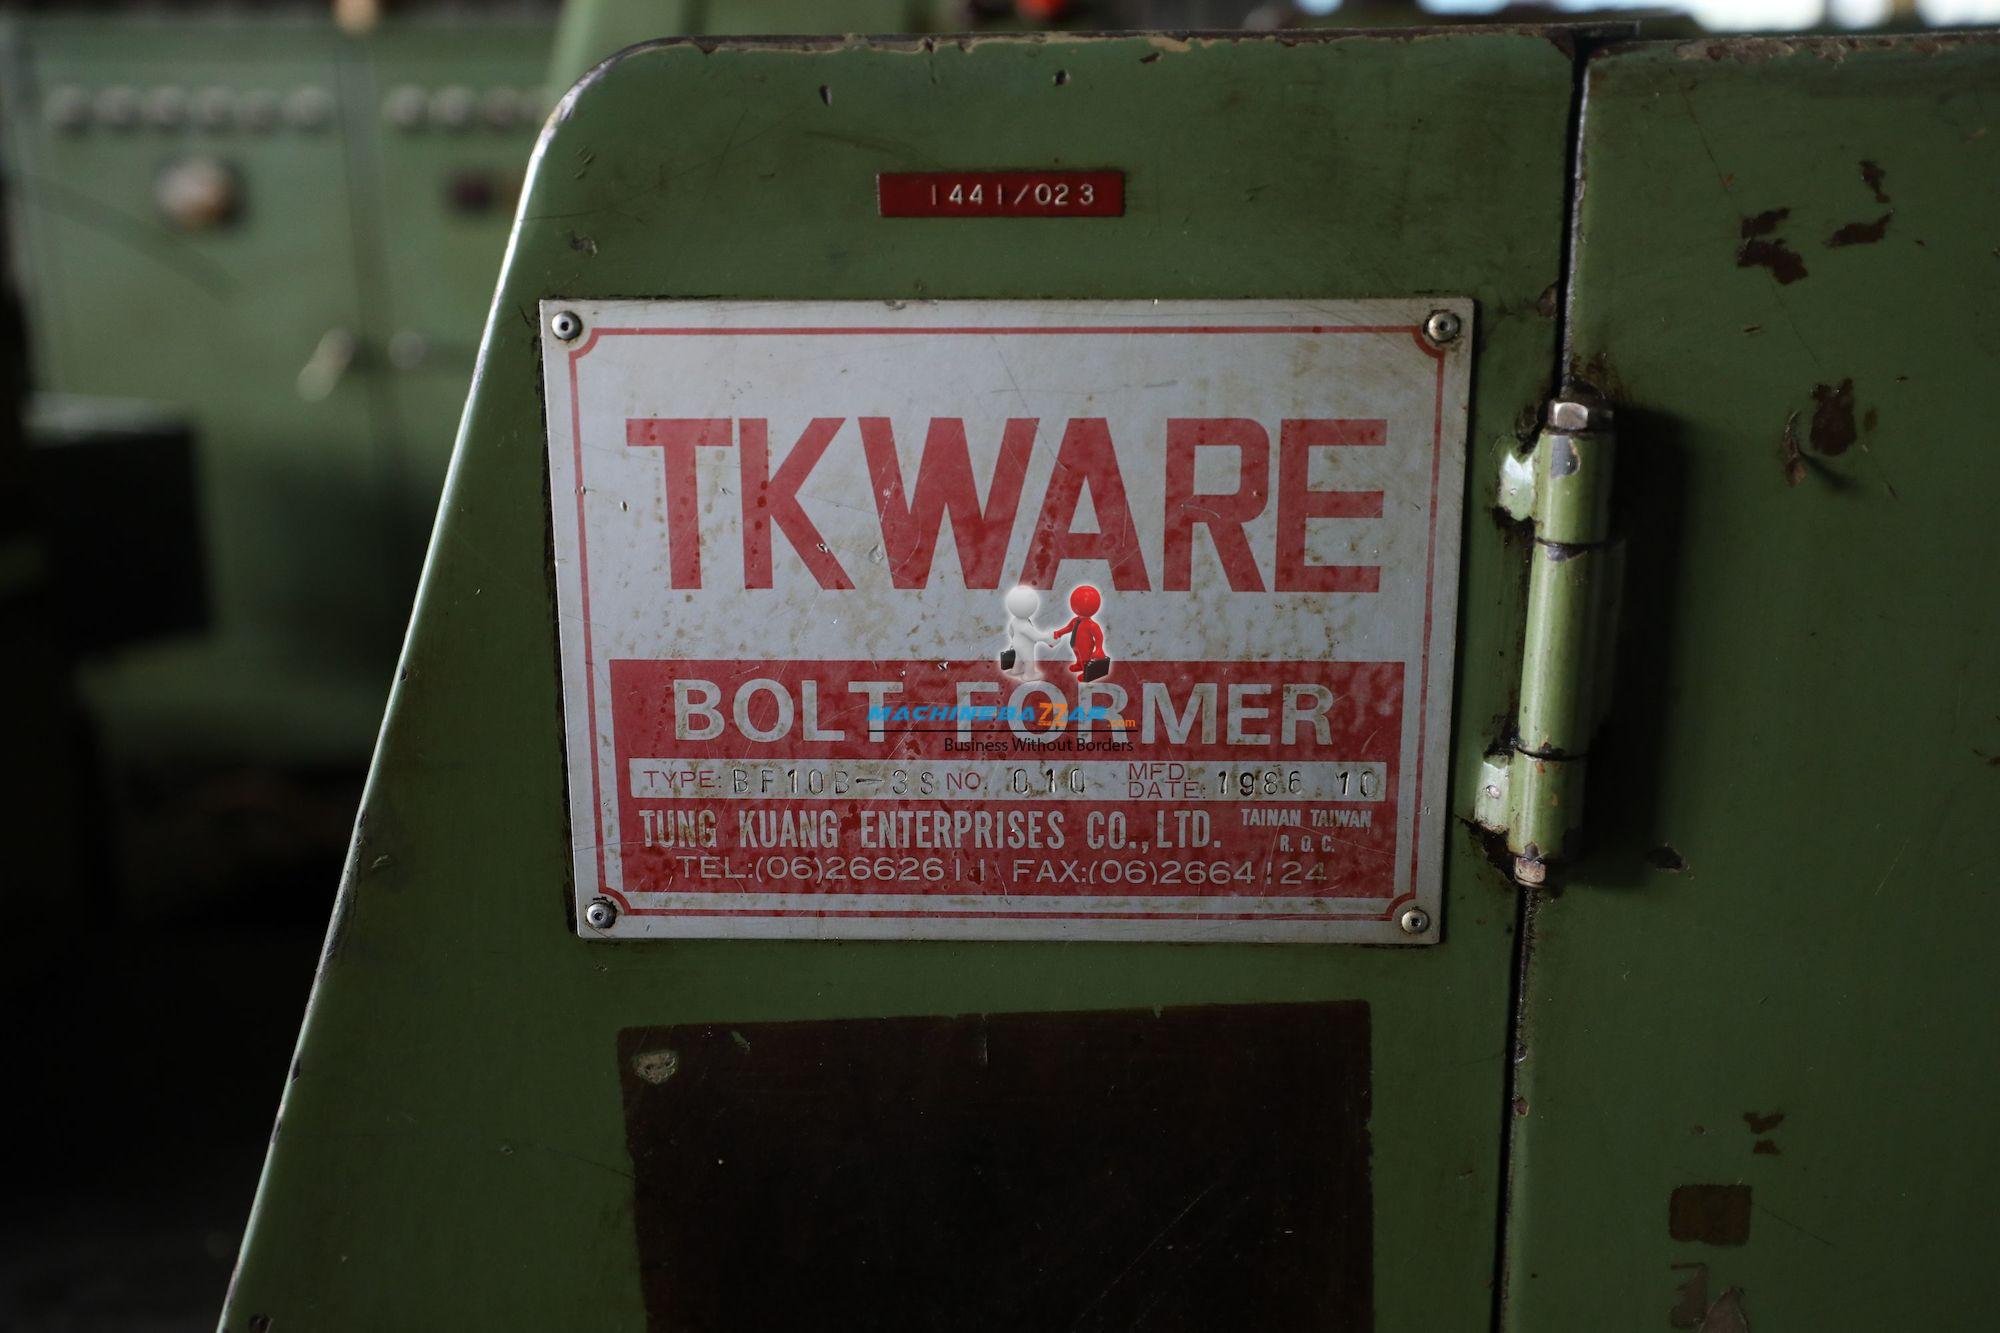 1441/023
TKWARE
BOLT FORMER
MACHINEBAZZAR.com
Business Without Borders
TYPE: BF10B-3S NO. 010 MFD. DATE: 1986 10
TUNG KUANG ENTERPRISES CO.,LTD. TAINAN TAIWAN R.O.C.
TEL:(06)2662611 FAX:(06)2664124